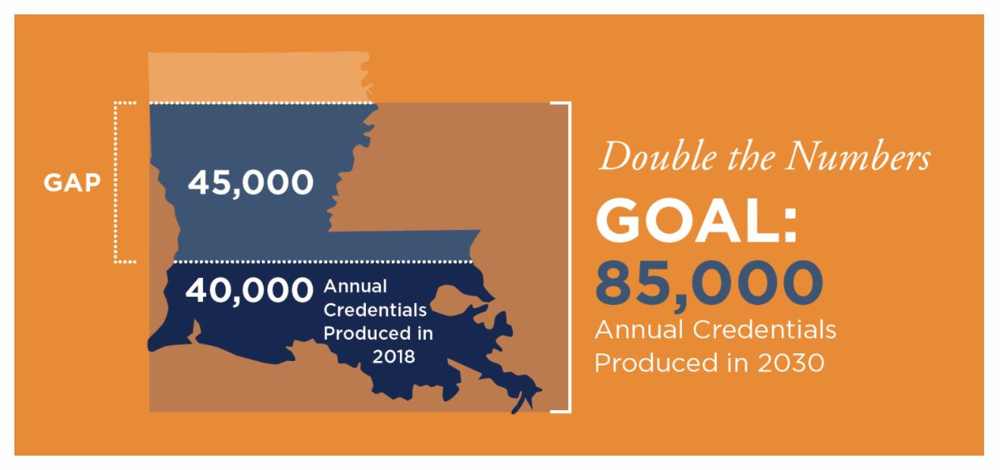 GAP
45,000
40,000 Annual
Credentials
Produced in
2018
Double the Numbers
GOAL:
85,000
Annual Credentials
Produced in 2030